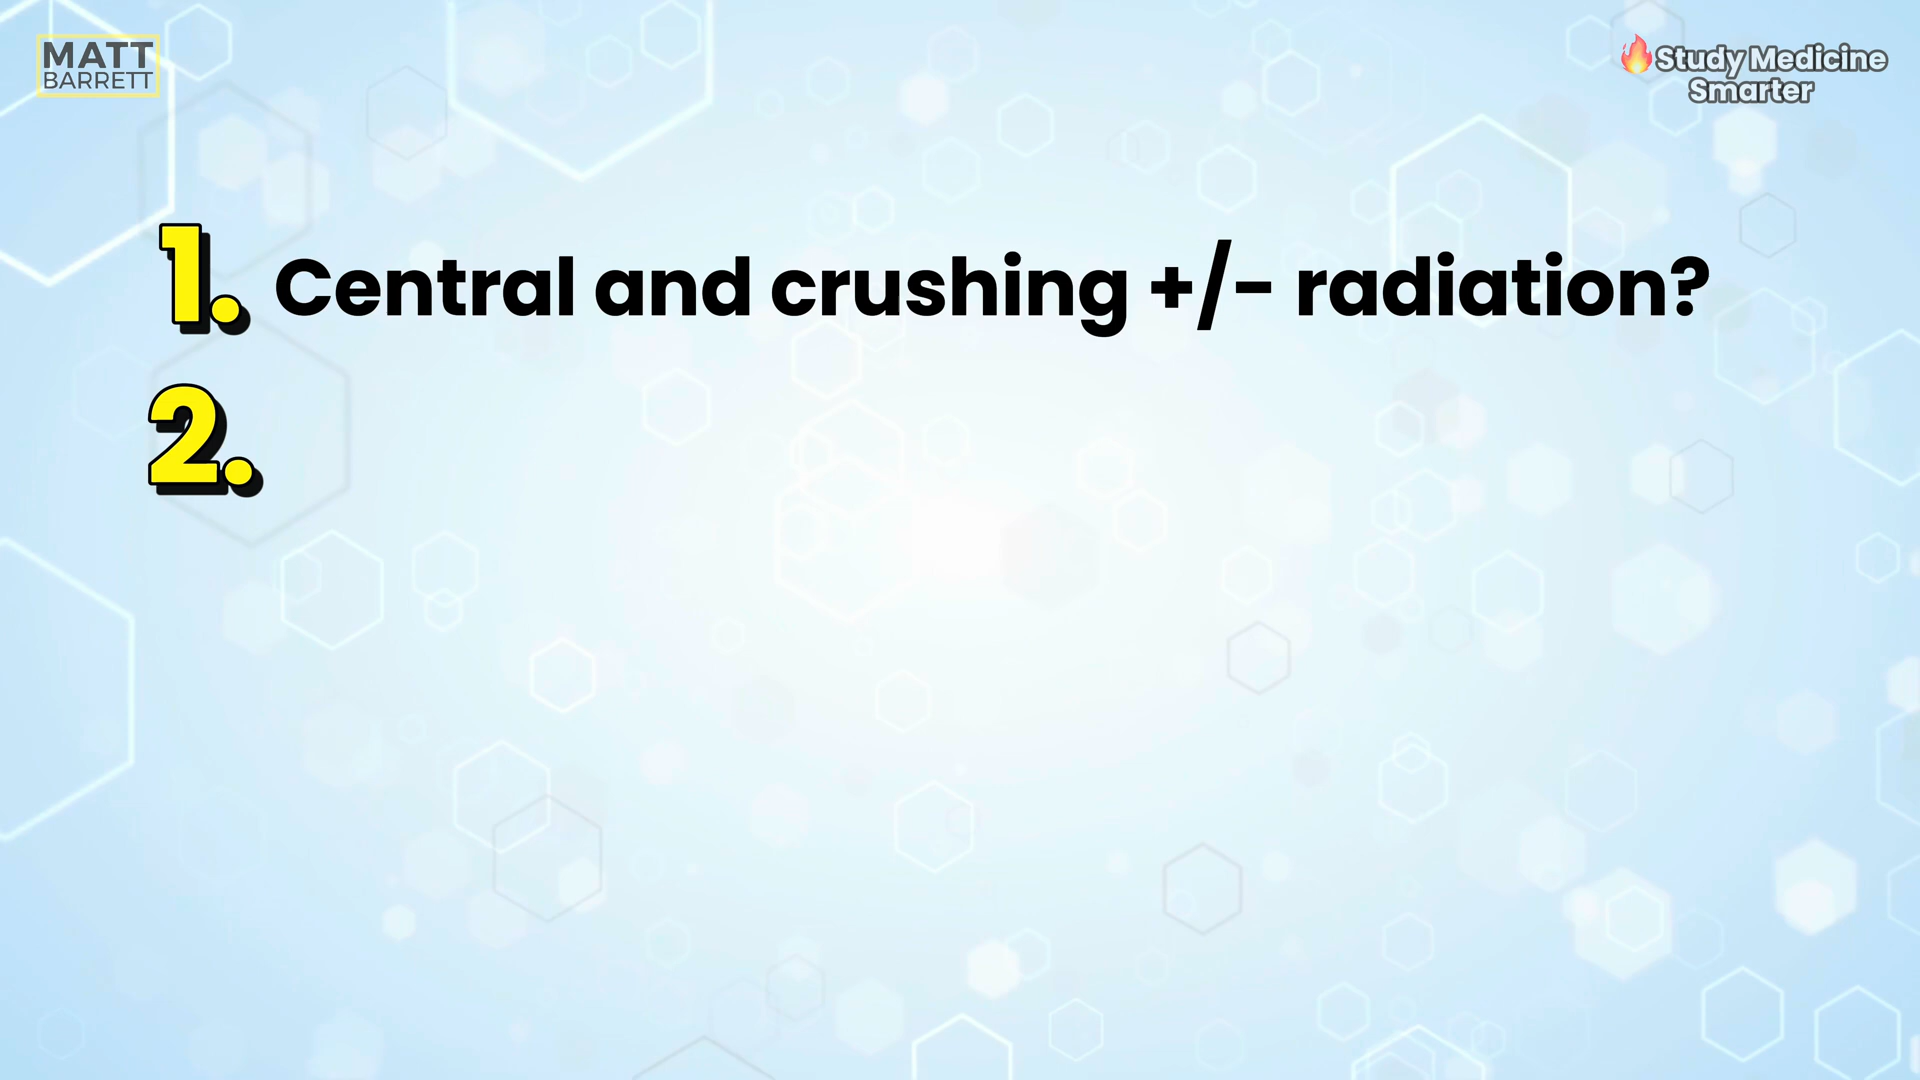 MATT
BARRETT
Study Medicine
Smarter
1. Central and crushing +/- radiation?
2.